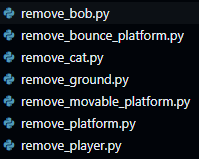 remove_bob.py
remove_bounce_platform.py
remove_cat.py
remove_ground.py
remove_movable_platform.py
remove_platform.py
remove_player.py